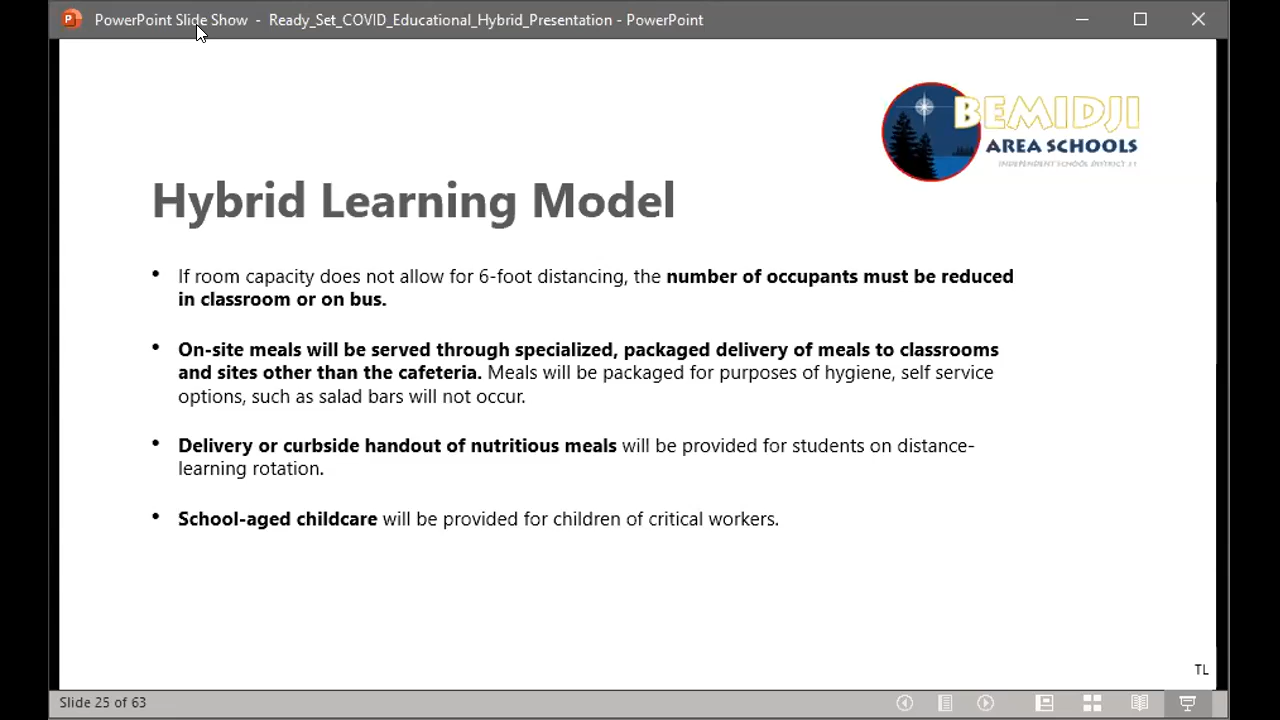 PowerPoint Slide Show - Ready_Set_COVID_Educational_Hybrid_Presentation - PowerPoint
BEMIDJI
AREA SCHOOLS
INDEPENDENT SCHOOL DISTRICT 31
Hybrid Learning Model
• If room capacity does not allow for 6-foot distancing, the number of occupants must be reduced
in classroom or on bus.
• On-site meals will be served through specialized, packaged delivery of meals to classrooms
and sites other than the cafeteria. Meals will be packaged for purposes of hygiene, self service
options, such as salad bars will not occur.
• Delivery or curbside handout of nutritious meals will be provided for students on distance-
learning rotation.
• School-aged childcare will be provided for children of critical workers.
TL
Slide 25 of 63